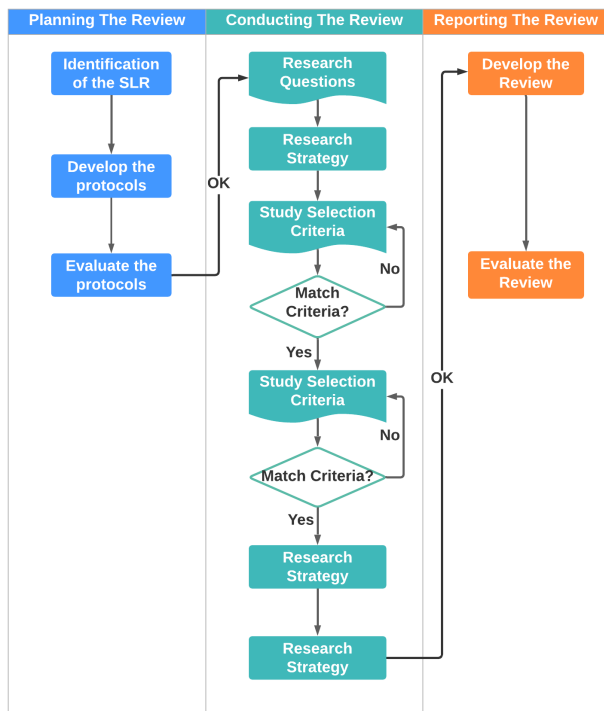 Planning The Review
Conducting The Review
Reporting The Review
Identification
of the SLR
Develop the
protocols
Evaluate the
protocols
OK
Research
Questions
Research
Strategy
Study Selection
Criteria
No
Match
Criteria?
Yes
Study Selection
Criteria
No
Match Criteria?
Yes
Research
Strategy
Research
Strategy
OK
Develop the
Review
Evaluate the
Review